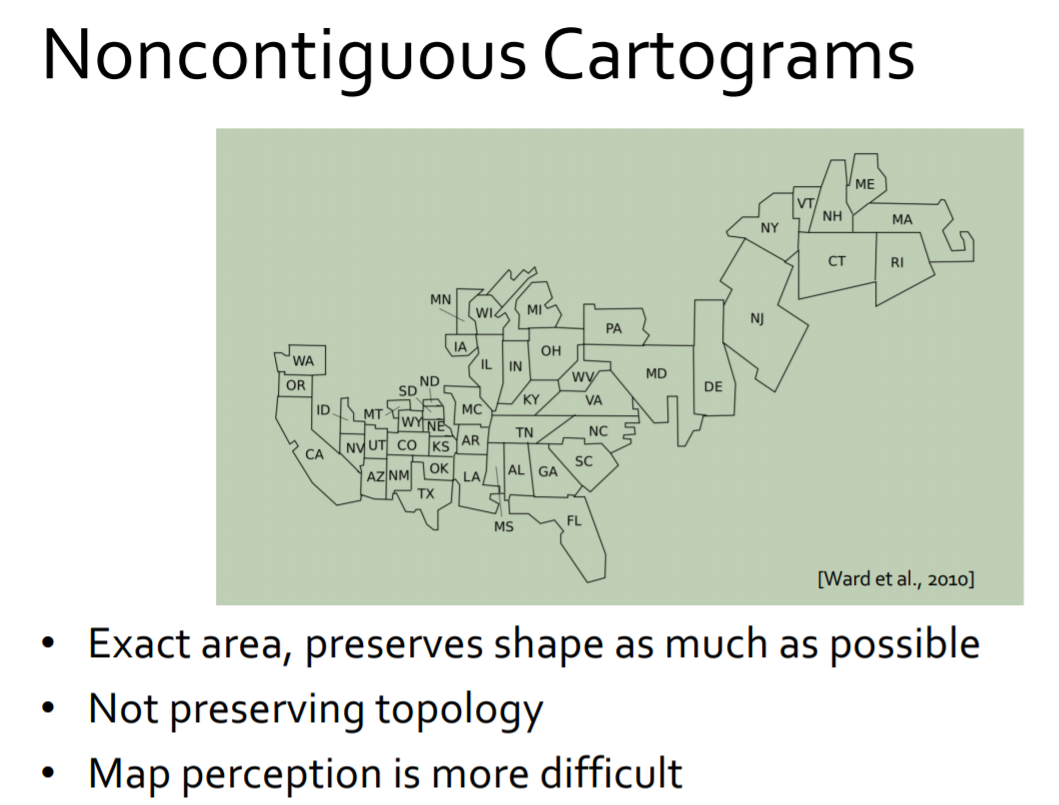 Noncontiguous Cartograms
ME
VT
NH
MA
NY
CT
RI
MN
WI
MI
NJ
PA
IA
OH
WA
IL
IN
MD
OR
ND
WV
DE
SD
KY
VA
ID
MT
WY
NE
MC
TN
NC
NV
UT
CO
KS
AR
CA
SC
AZ
NM
OK
LA
AL
GA
TX
MS
FL
[Ward et al., 2010]
• Exact area, preserves shape as much as possible
• Not preserving topology
• Map perception is more difficult